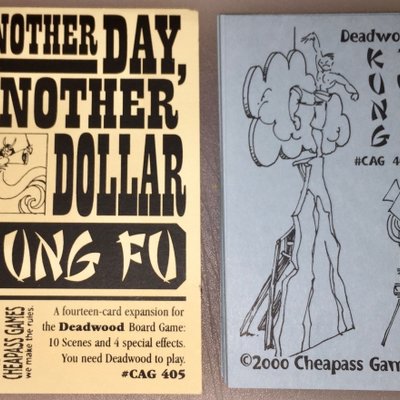 NOTHER DAY,
NOTHER
DOLLAR
UNG FU
CHEAPASS GAMES
we make the rules.
A fourteen-card expansion for
the Deadwood Board Game:
10 Scenes and 4 special effects.
You need Deadwood to play.
#CAG 405
Deadwoo
KUNG
#CAG 4
©2000 Cheapass Gam